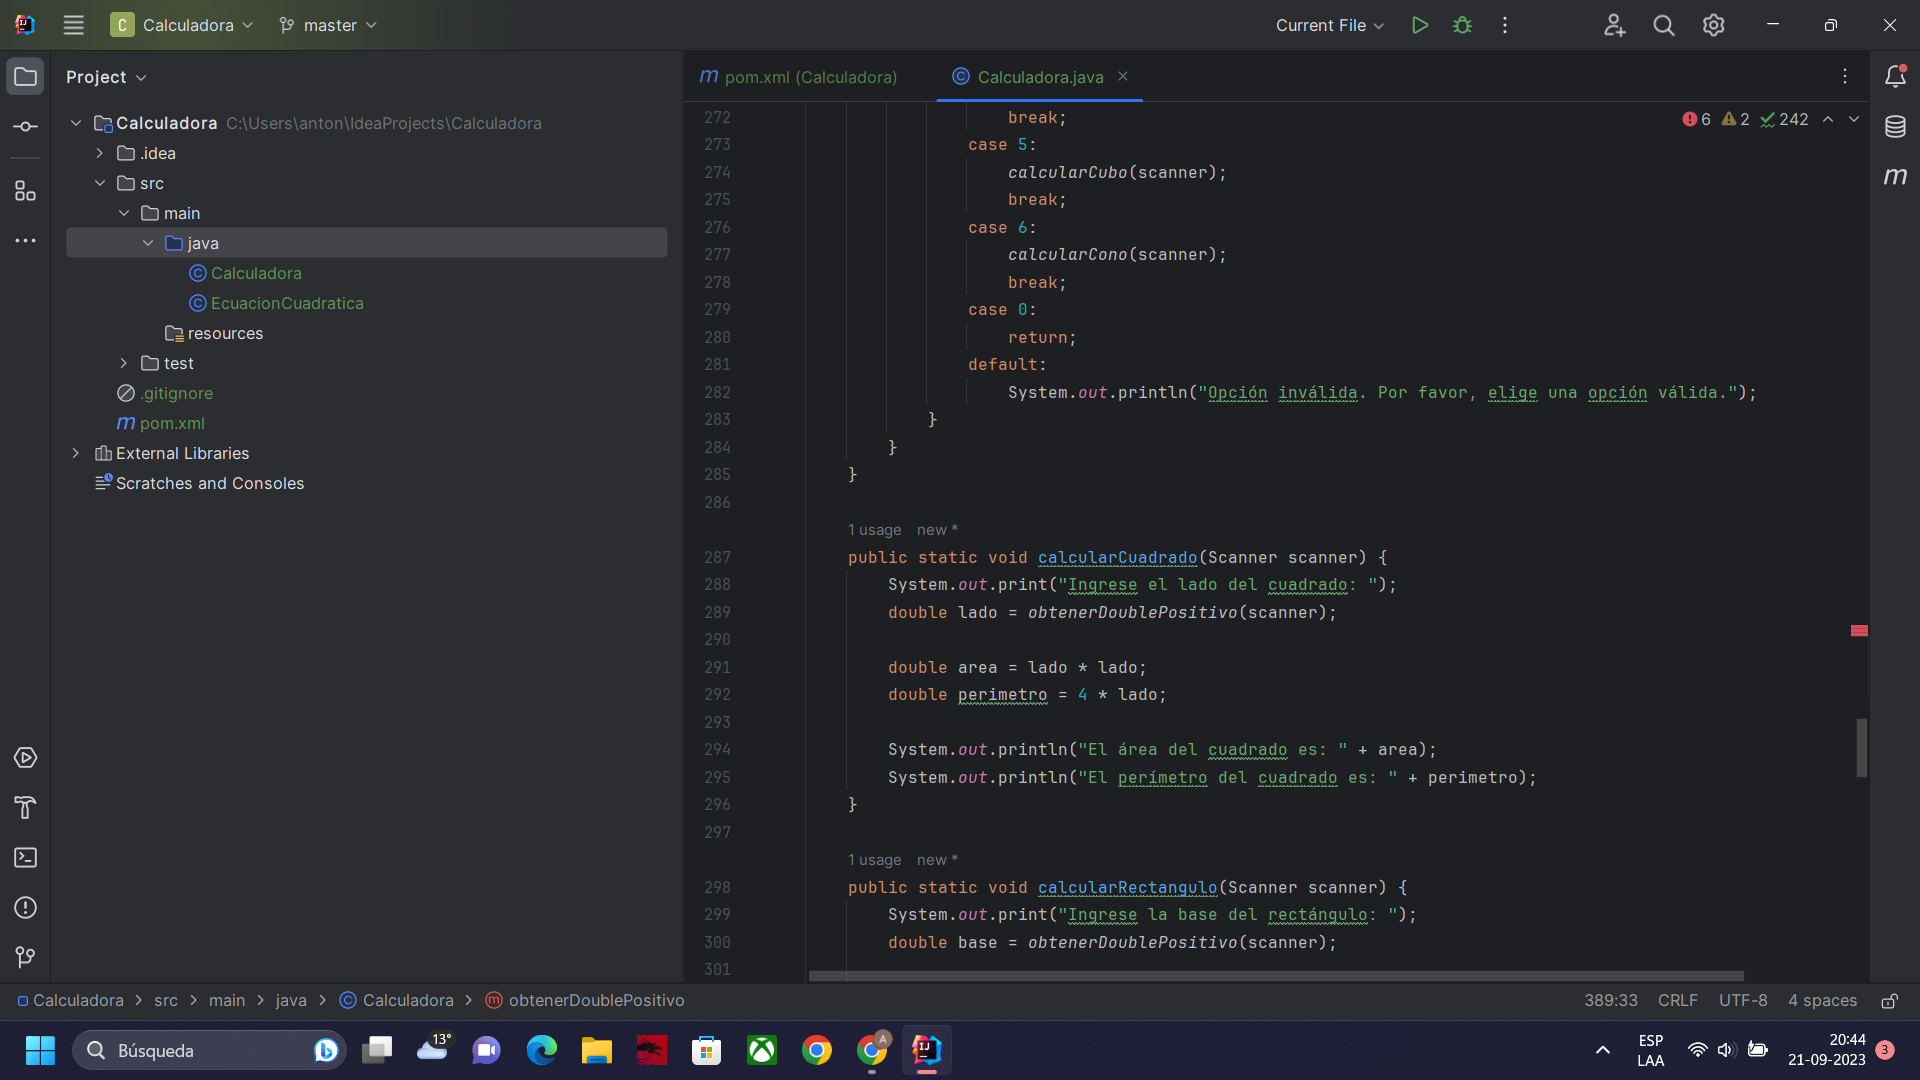 Calculadora
master
Current File
Project
Calculadora C:\Users\anton\IdeaProjects\Calculadora
.idea
src
main
java
Calculadora
EcuacionCuadratica
resources
test
.gitignore
pom.xml
External Libraries
Scratches and Consoles
pom.xml (Calculadora)
Calculadora.java
6 2 242
272 break;
273 case 5:
274 calcularCubo(scanner);
275 break;
276 case 6:
277 calcularCono(scanner);
278 break;
279 case 0:
280 return;
281 default:
282 System.out.println("Opción inválida. Por favor, elige una opción válida.");
283 }
284 }
285 }
286
1 usage new *
287 public static void calcularCuadrado(Scanner scanner) {
288 System.out.print("Ingrese el lado del cuadrado: ");
289 double lado = obtenerDoublePositivo(scanner);
290
291 double area = lado * lado;
292 double perimetro = 4 * lado;
293
294 System.out.println("El área del cuadrado es: " + area);
295 System.out.println("El perímetro del cuadrado es: " + perimetro);
296 }
297
1 usage new *
298 public static void calcularRectangulo(Scanner scanner) {
299 System.out.print("Ingrese la base del rectángulo: ");
300 double base = obtenerDoublePositivo(scanner);
301
Calculadora > src > main > java > Calculadora > obtenerDoublePositivo
389:33 CRLF UTF-8 4 spaces
Búsqueda
13°
A
ESP
LAA
20:44
21-09-2023
3